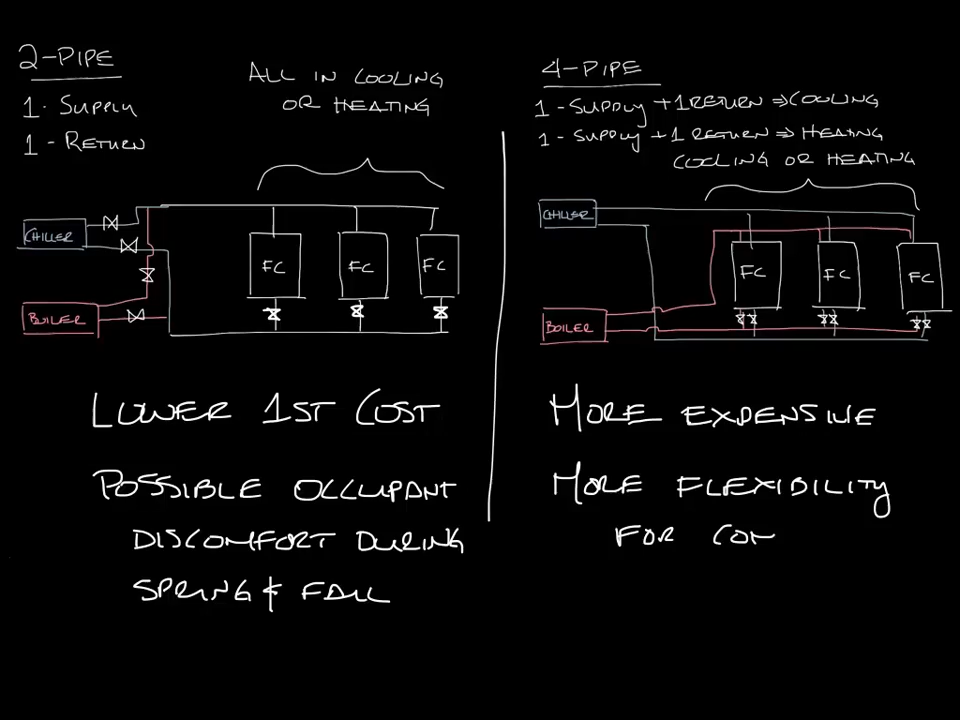 2-PIPE
1- SUPPLY
1 - RETURN
ALL IN COOLING
OR HEATING
CHILLER
BOILER
FC
FC
FC
LOWER 1ST COST
POSSIBLE OCCUPANT
DISCOMFORT DURING
SPRING & FALL
4-PIPE
1-SUPPLY + 1 RETURN ⇒ COOLING
1-SUPPLY + 1 RETURN ⇒ HEATING
COOLING OR HEATING
CHILLER
BOILER
FC
FC
FC
MORE EXPENSIVE
MORE FLEXIBILITY
FOR COM